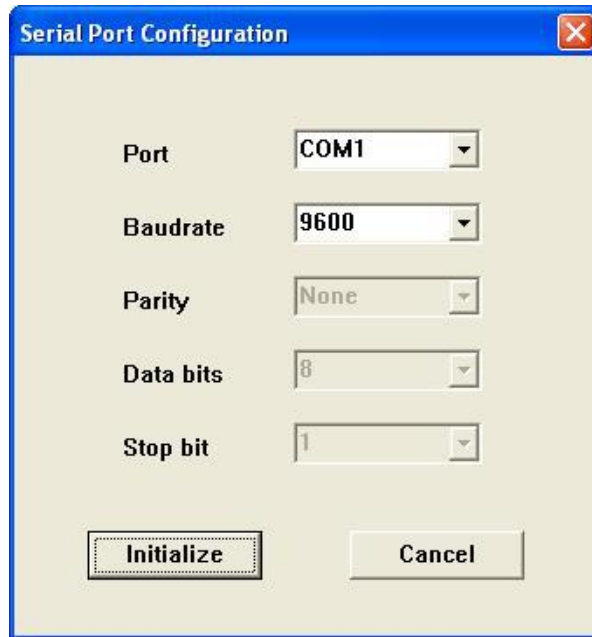 Serial Port Configuration
Port COM1
Baudrate 9600
Parity None
Data bits 8
Stop bit 1
Initialize Cancel